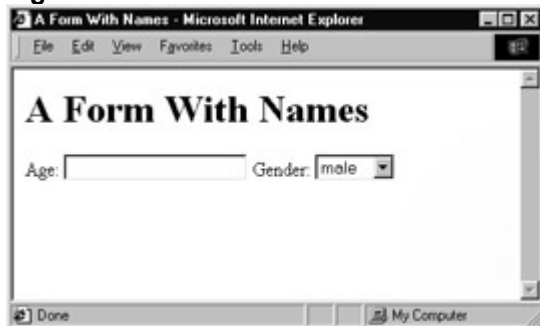 A Form With Names - Microsoft Internet Explorer
File Edit View Favorites Tools Help
A Form With Names
Age: Gender: male
Done My Computer